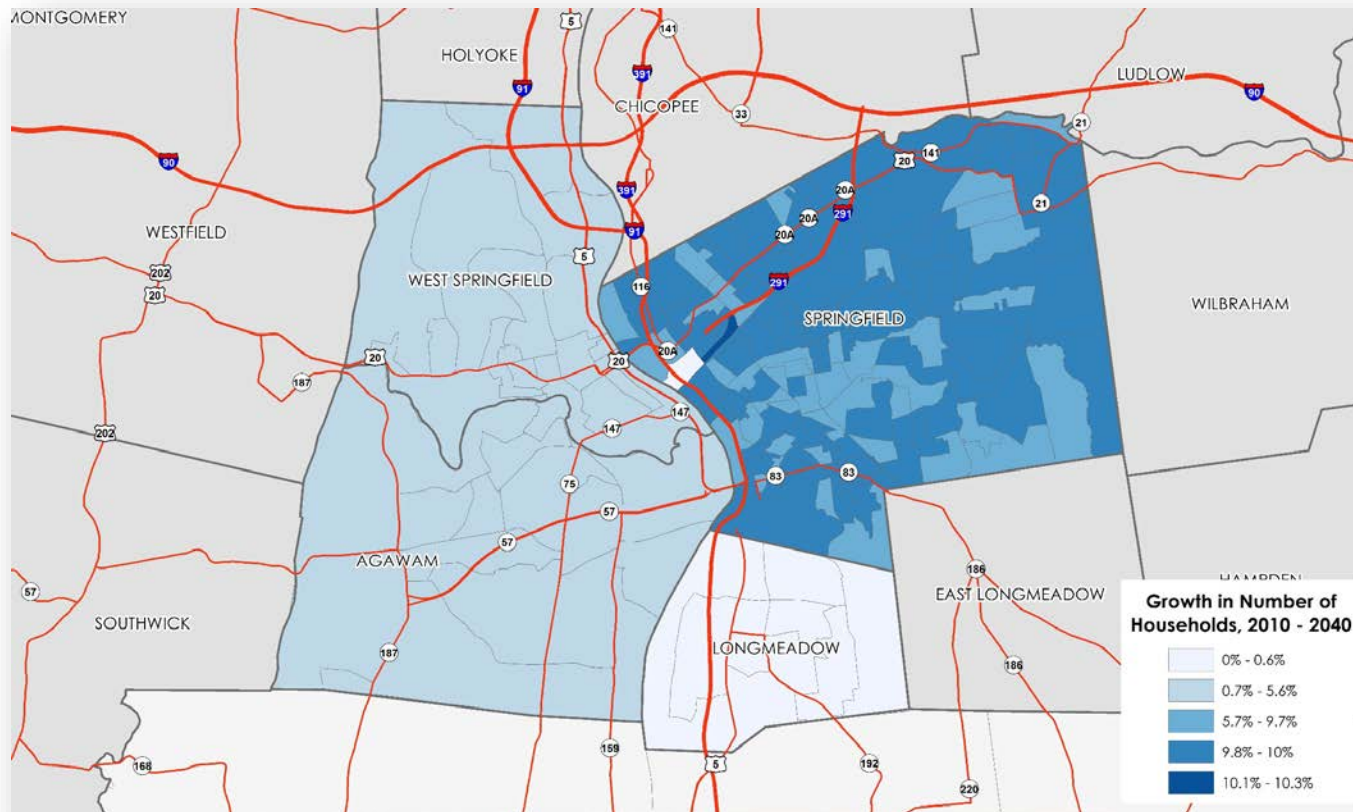 MONTGOMERY
5
141
HOLYOKE
391
LUDLOW
91
90
CHICOPEE
33
21
20
141
90
391
20A
21
291
20A
WESTFIELD
91
20A
202
5
WEST SPRINGFIELD
116
291
20
WILBRAHAM
SPRINGFIELD
20A
20
20
187
147
147
202
83
83
75
57
57
AGAWAM
186
57
EAST LONGMEADOW
HAMPDEN
SOUTHWICK
LONGMEADOW
187
186
159
5
192
168
220
Growth in Number of
Households, 2010 - 2040
0% - 0.6%
0.7% - 5.6%
5.7% - 9.7%
9.8% - 10%
10.1% - 10.3%